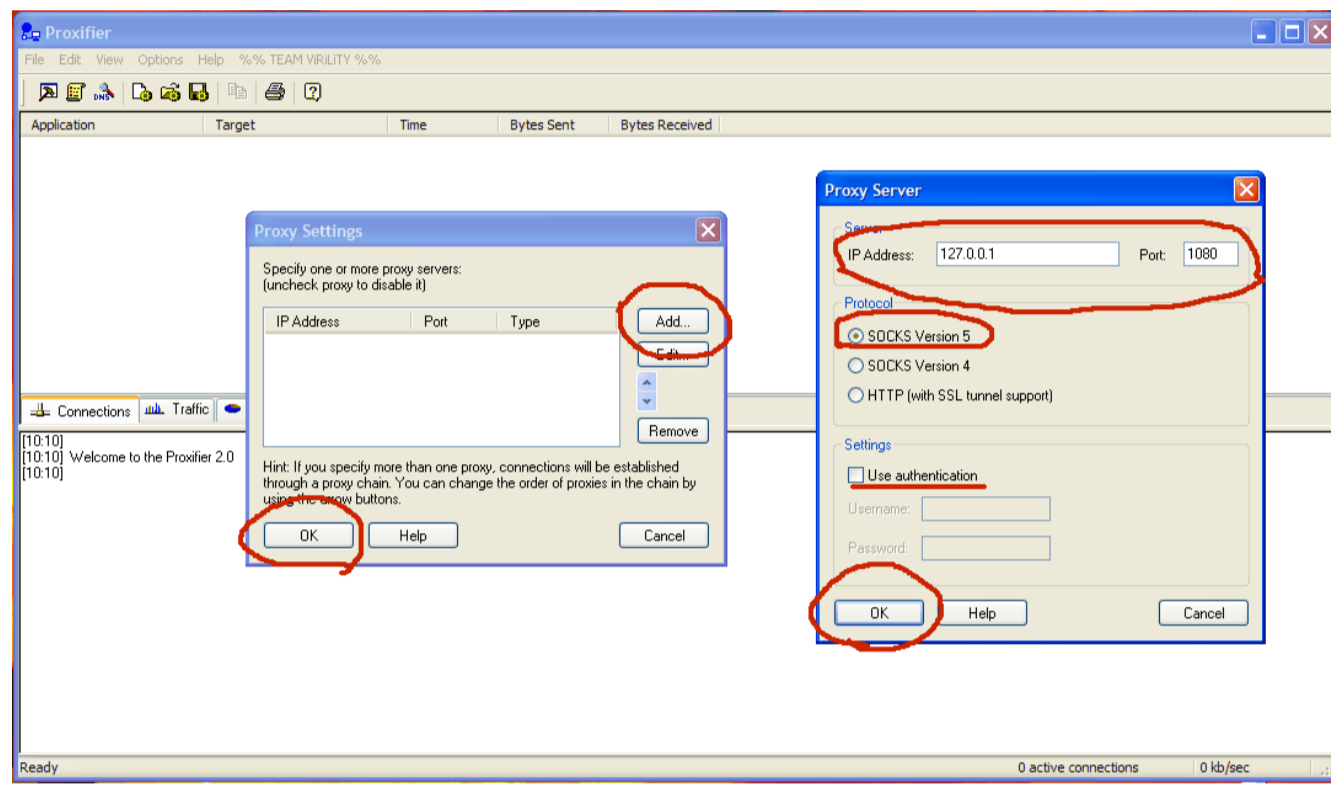 Proxifier
File Edit View Options Help %% TEAM ViRiLiTY %%
DNS
Application Target Time Bytes Sent Bytes Received
Proxy Settings
Specify one or more proxy servers:
(uncheck proxy to disable it)
IP Address Port Type
Add...
Edit...
Remove
Hint: If you specify more than one proxy, connections will be established
through a proxy chain. You can change the order of proxies in the chain by
using the arrow buttons.
OK Help Cancel
Proxy Server
Server
IP Address: 127.0.0.1 Port: 1080
Protocol
SOCKS Version 5
SOCKS Version 4
HTTP (with SSL tunnel support)
Settings
Use authentication
Username:
Password:
OK Help Cancel
Connections Traffic
[10:10]
[10:10] Welcome to the Proxifier 2.0
[10:10]
Ready 0 active connections 0 kb/sec